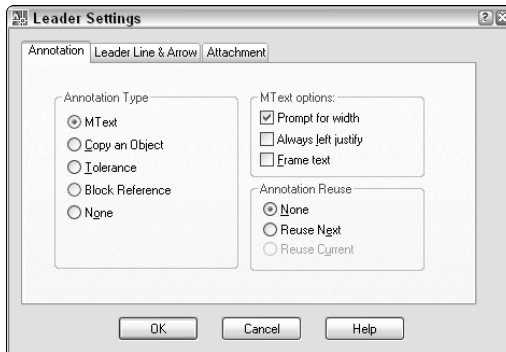 Leader Settings
Annotation
Leader Line & Arrow
Attachment
Annotation Type
MText
Copy an Object
Tolerance
Block Reference
None
MText options:
Prompt for width
Always left justify
Frame text
Annotation Reuse
None
Reuse Next
Reuse Current
OK
Cancel
Help